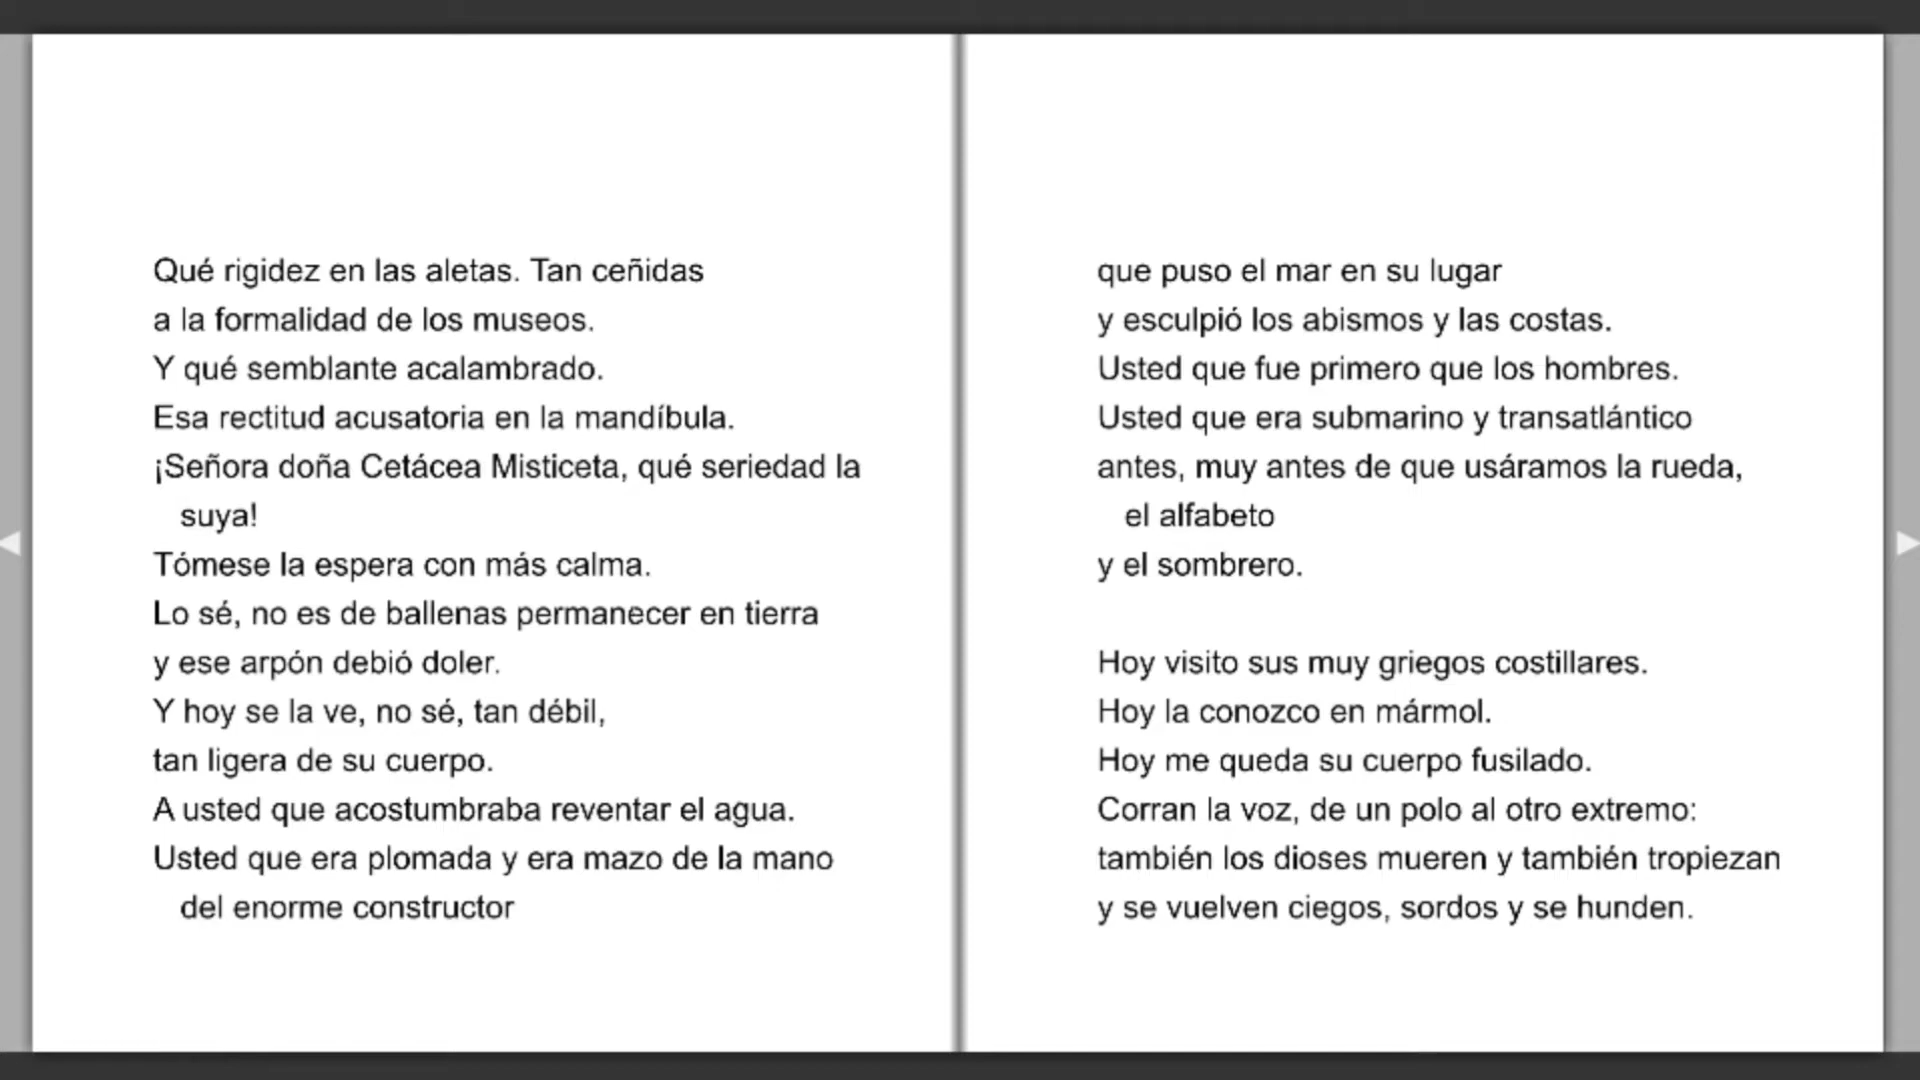 Qué rigidez en las aletas. Tan ceñidas
a la formalidad de los museos.
Y qué semblante acalambrado.
Esa rectitud acusatoria en la mandíbula.
¡Señora doña Cetácea Misticeta, qué seriedad la
suya!
Tómese la espera con más calma.
Lo sé, no es de ballenas permanecer en tierra
y ese arpón debió doler.
Y hoy se la ve, no sé, tan débil,
tan ligera de su cuerpo.
A usted que acostumbraba reventar el agua.
Usted que era plomada y era mazo de la mano
del enorme constructor
que puso el mar en su lugar
y esculpió los abismos y las costas.
Usted que fue primero que los hombres.
Usted que era submarino y transatlántico
antes, muy antes de que usáramos la rueda,
el alfabeto
y el sombrero.
Hoy visito sus muy griegos costillares.
Hoy la conozco en mármol.
Hoy me queda su cuerpo fusilado.
Corran la voz, de un polo al otro extremo:
también los dioses mueren y también tropiezan
y se vuelven ciegos, sordos y se hunden.